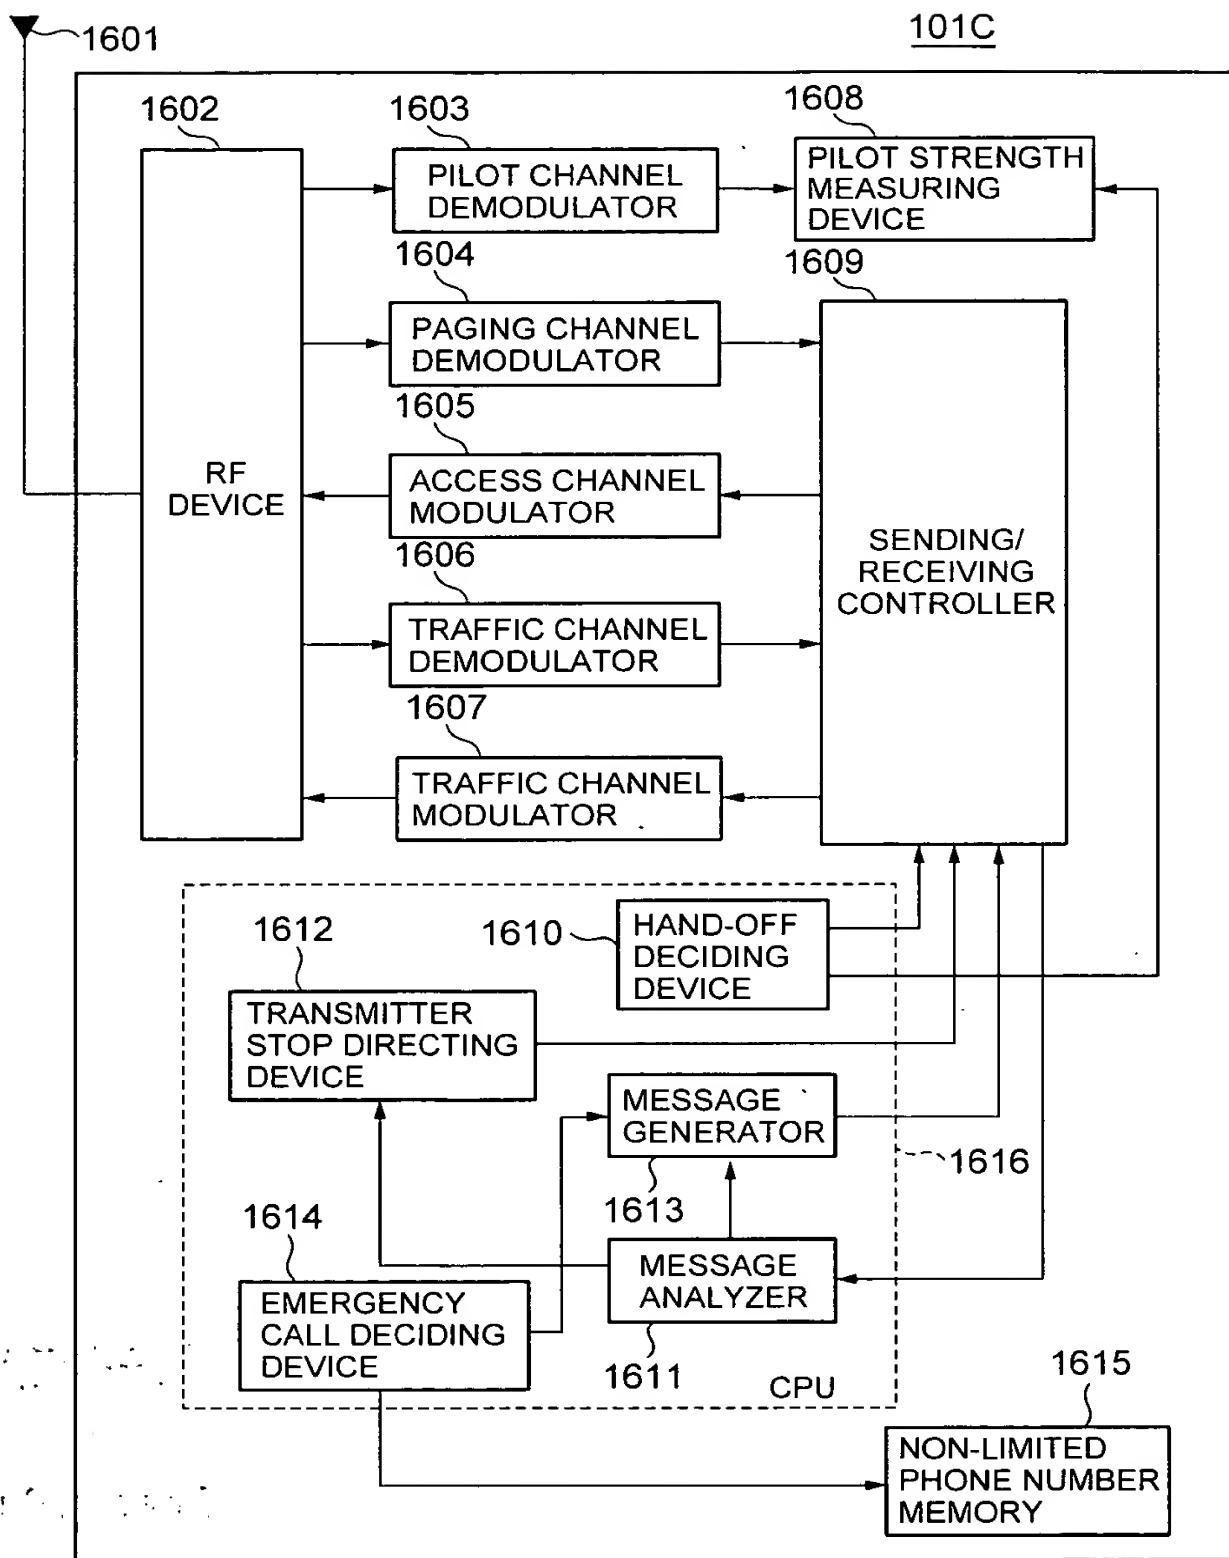 101C
1601
1602
1603
1608
PILOT CHANNEL
DEMODULATOR
PILOT STRENGTH
MEASURING
DEVICE
1604
1609
PAGING CHANNEL
DEMODULATOR
1605
RF
DEVICE
ACCESS CHANNEL
MODULATOR
SENDING/
RECEIVING
CONTROLLER
1606
TRAFFIC CHANNEL
DEMODULATOR
1607
TRAFFIC CHANNEL
MODULATOR
1612
1610
HAND-OFF
DECIDING
DEVICE
TRANSMITTER
STOP DIRECTING
DEVICE
MESSAGE
GENERATOR
1616
1613
1614
MESSAGE
ANALYZER
EMERGENCY
CALL DECIDING
DEVICE
1611
CPU
1615
NON-LIMITED
PHONE NUMBER
MEMORY